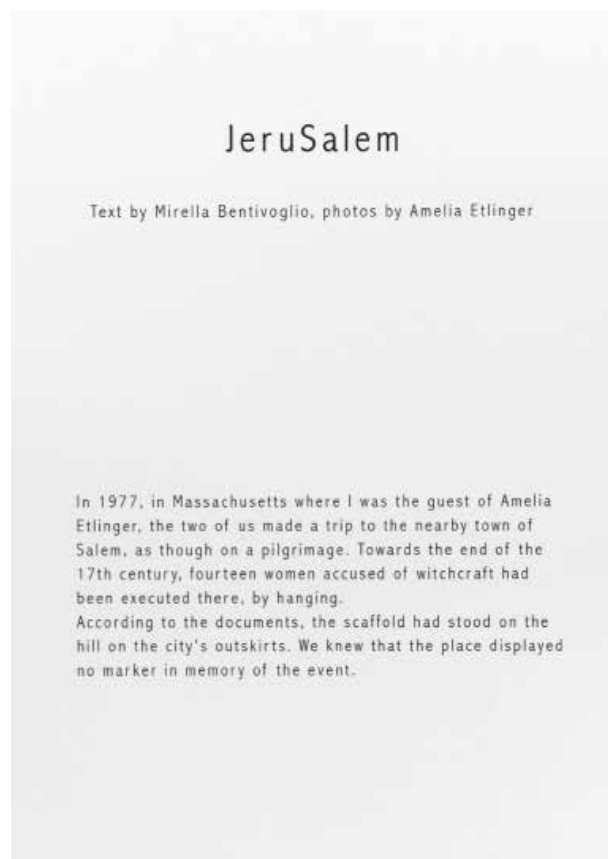 JeruSalem
Text by Mirella Bentivoglio, photos by Amelia Etlinger
In 1977, in Massachusetts where I was the guest of Amelia
Etlinger, the two of us made a trip to the nearby town of
Salem, as though on a pilgrimage. Towards the end of the
17th century, fourteen women accused of witchcraft had
been executed there, by hanging.
According to the documents, the scaffold had stood on the
hill on the city's outskirts. We knew that the place displayed
no marker in memory of the event.